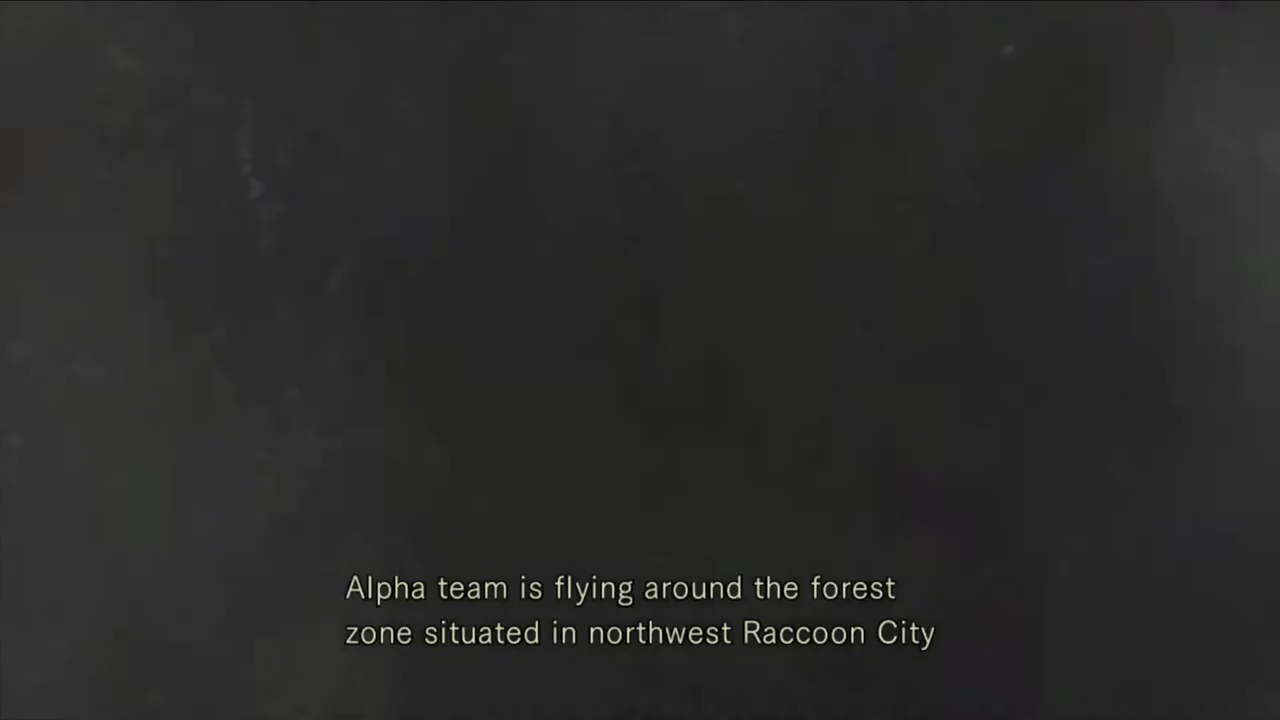 Alpha team is flying around the forest
zone situated in northwest Raccoon City